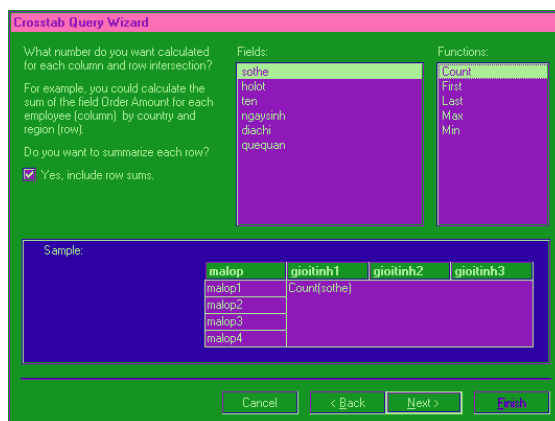 Crosstab Query Wizard
What number do you want calculated
for each column and row intersection?
For example, you could calculate the
sum of the field Order Amount for each
employee (column) by country and
region (row).
Do you want to summarize each row?
Yes, include row sums.
Fields:
sothe
holot
ten
ngaysinh
diachi
quequan
Functions:
Count
First
Last
Max
Min
Sample:
malop gioitinh1 gioitinh2 gioitinh3
malop1 Count(sothe)
malop2
malop3
malop4
Cancel < Back Next > Finish